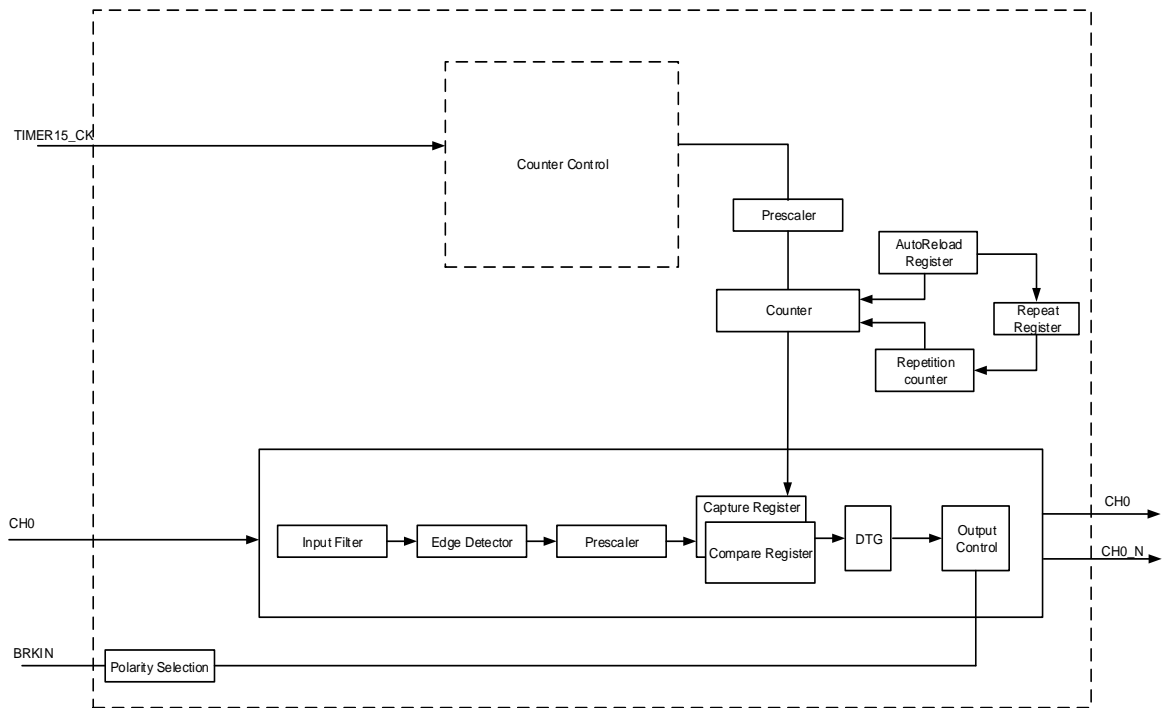 TIMER15_CK
Counter Control
Prescaler
AutoReload
Register
Counter
Repeat
Register
Repetition
counter
CH0
Input Filter
Edge Detector
Prescaler
Capture Register
Compare Register
DTG
Output
Control
CH0
CH0_N
BRKIN
Polarity Selection